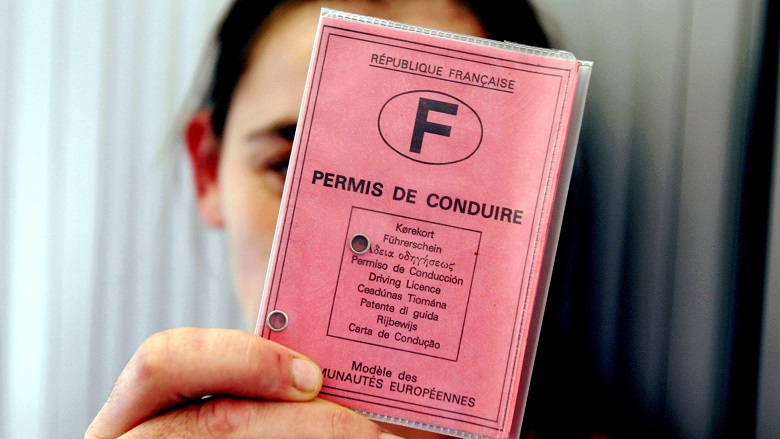 RÉPUBLIQUE FRANÇAISE
F
PERMIS DE CONDUIRE
Kørekort
Führerschein
δεια οδηγήσεως
Permiso de Conducción
Driving Licence
Ceadúnas Tiomána
Patente di guida
Rijbewijs
Carta de Condução
Modèle des
MUNAUTÉS EUROPÉENNES